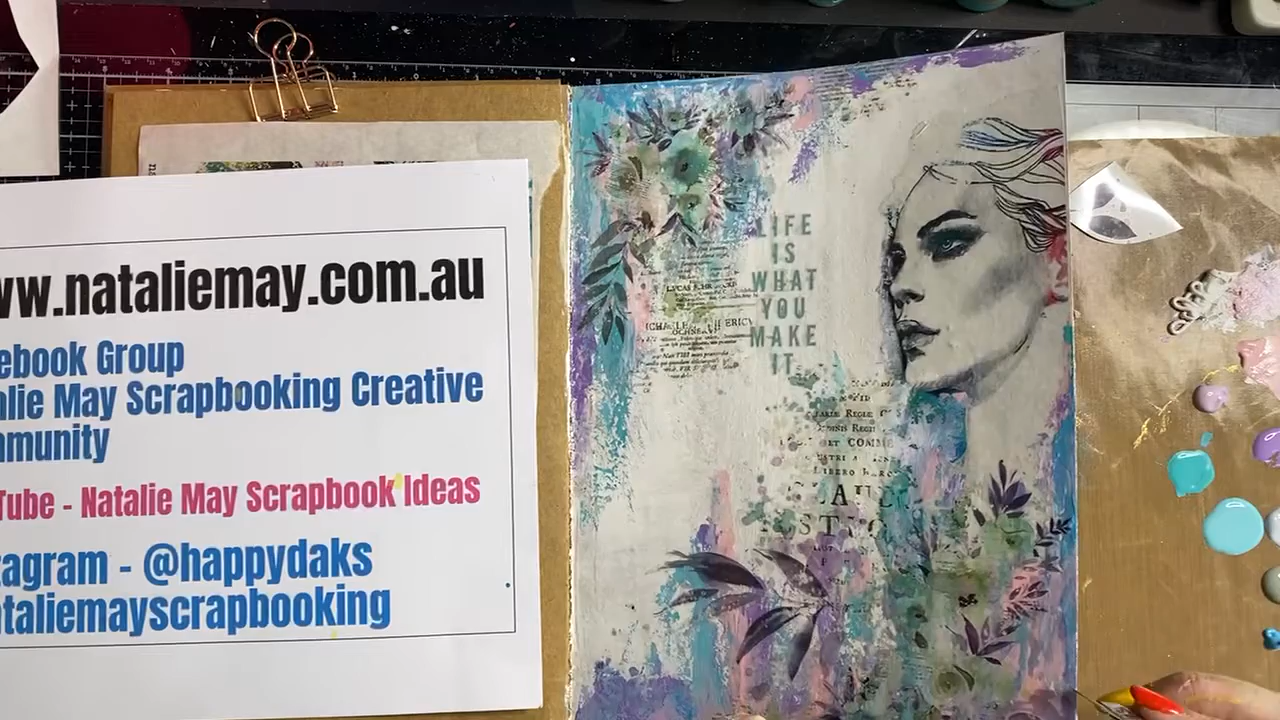 ww.nataliemay.com.au
ebook Group
alie May Scrapbooking Creative
mmunity
Tube - Natalie May Scrapbook Ideas
tagram - @happydaks
ataliemayscrapbooking
LIFE
IS
WHAT
YOU
MAKE
IT